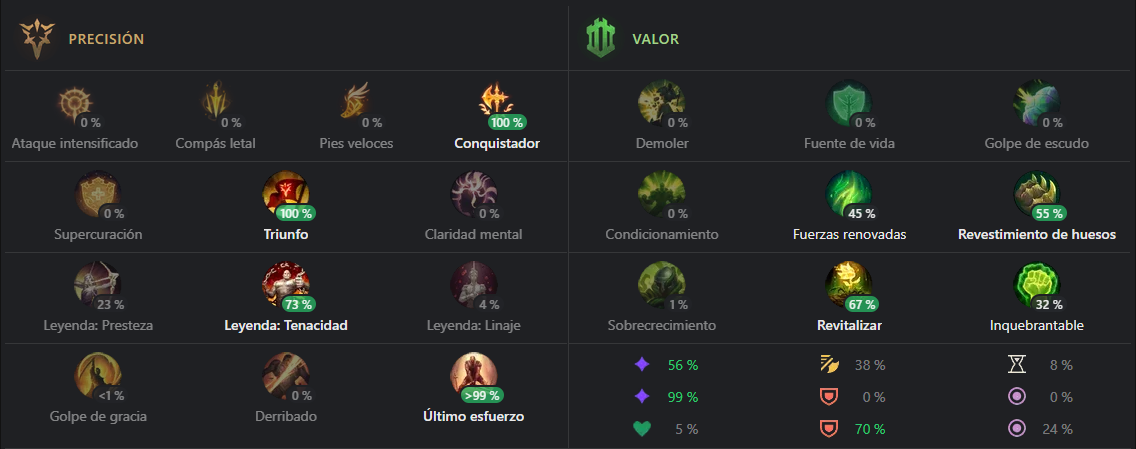 PRECISIÓN
0 % 0 % 0 % 100 %
Ataque intensificado Compás letal Pies veloces Conquistador
0 % 100 % 0 %
Supercuración Triunfo Claridad mental
23 % 73 % 4 %
Leyenda: Presteza Leyenda: Tenacidad Leyenda: Linaje
<1 % 0 % >99 %
Golpe de gracia Derribado Último esfuerzo
VALOR
0 % 0 % 0 %
Demoler Fuente de vida Golpe de escudo
0 % 45 % 55 %
Condicionamiento Fuerzas renovadas Revestimiento de huesos
1 % 67 % 32 %
Sobrecrecimiento Revitalizar Inquebrantable
56 % 38 % 8 %
99 % 0 % 0 %
5 % 70 % 24 %